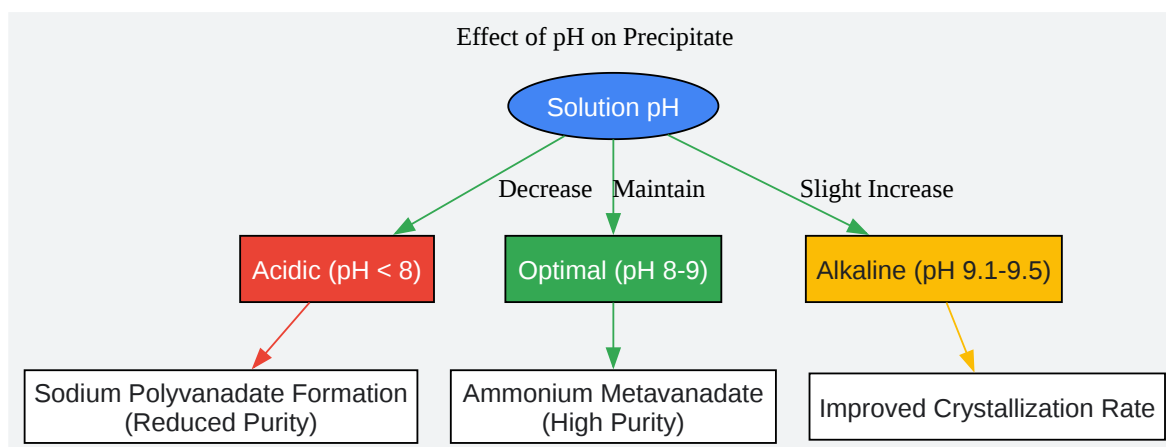 Effect of pH on Precipitate
Solution pH
Decrease
Maintain
Slight Increase
Acidic (pH < 8)
Optimal (pH 8-9)
Alkaline (pH 9.1-9.5)
Sodium Polyvanadate Formation
(Reduced Purity)
Ammonium Metavanadate
(High Purity)
Improved Crystallization Rate